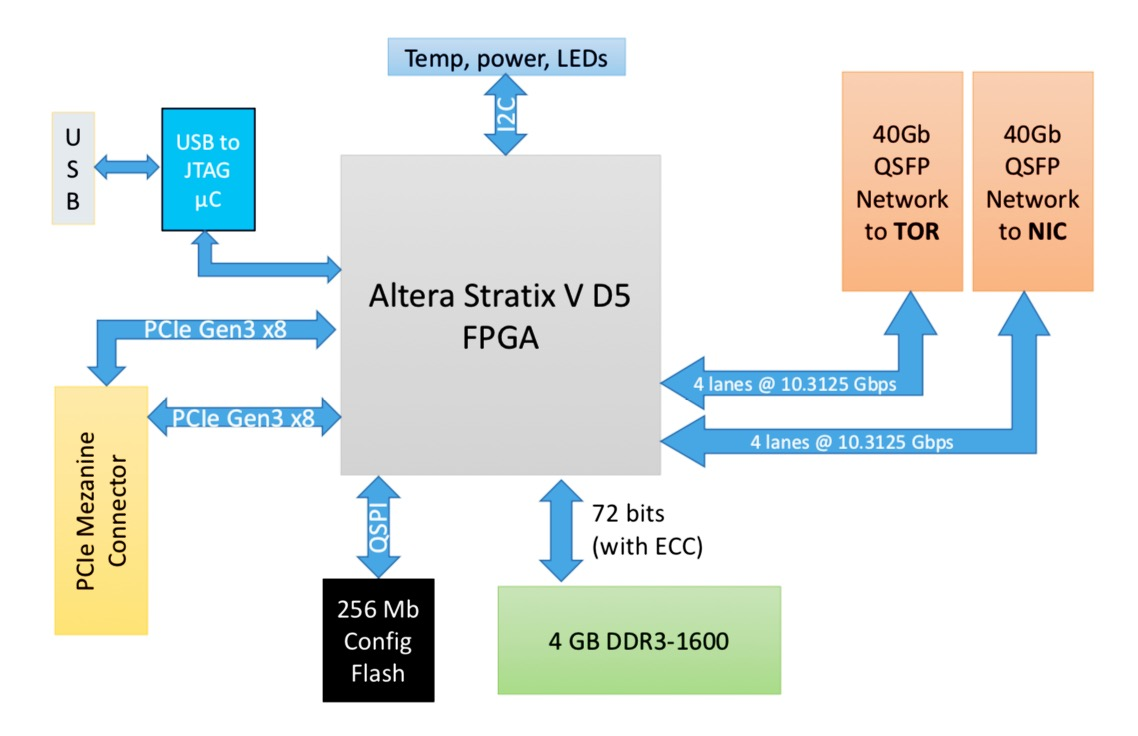 Temp, power, LEDs
I2C
U
S
B
USB to
JTAG
µC
40Gb
QSFP
Network
to TOR
40Gb
QSFP
Network
to NIC
Altera Stratix V D5
FPGA
PCIe Gen3 x8
PCIe Gen3 x8
4 lanes @ 10.3125 Gbps
4 lanes @ 10.3125 Gbps
PCIe Mezanine
Connector
QSPI
72 bits
(with ECC)
256 Mb
Config
Flash
4 GB DDR3-1600